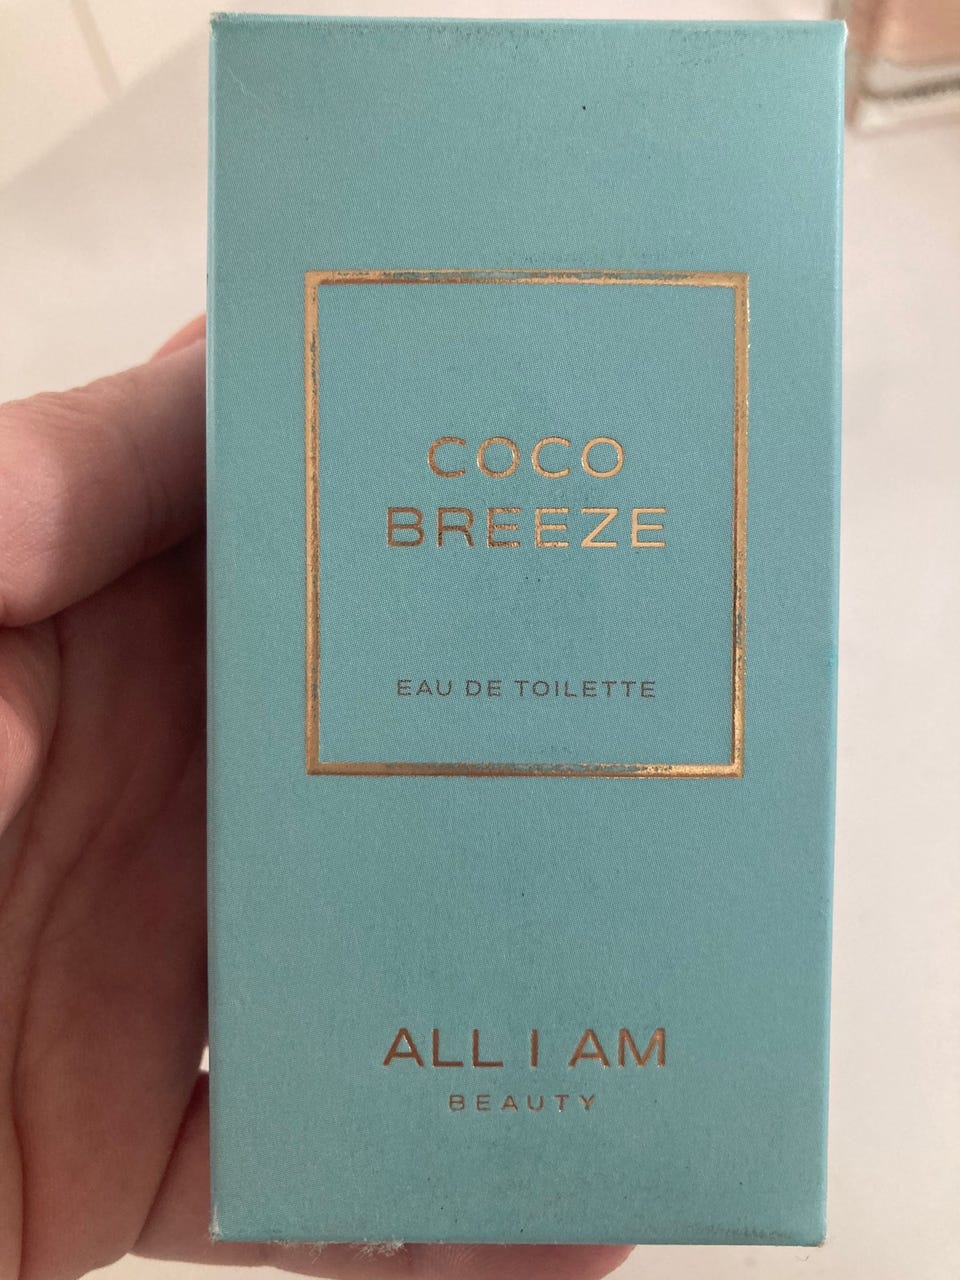 COCO
BREEZE
EAU DE TOILETTE
ALL I AM
BEAUTY